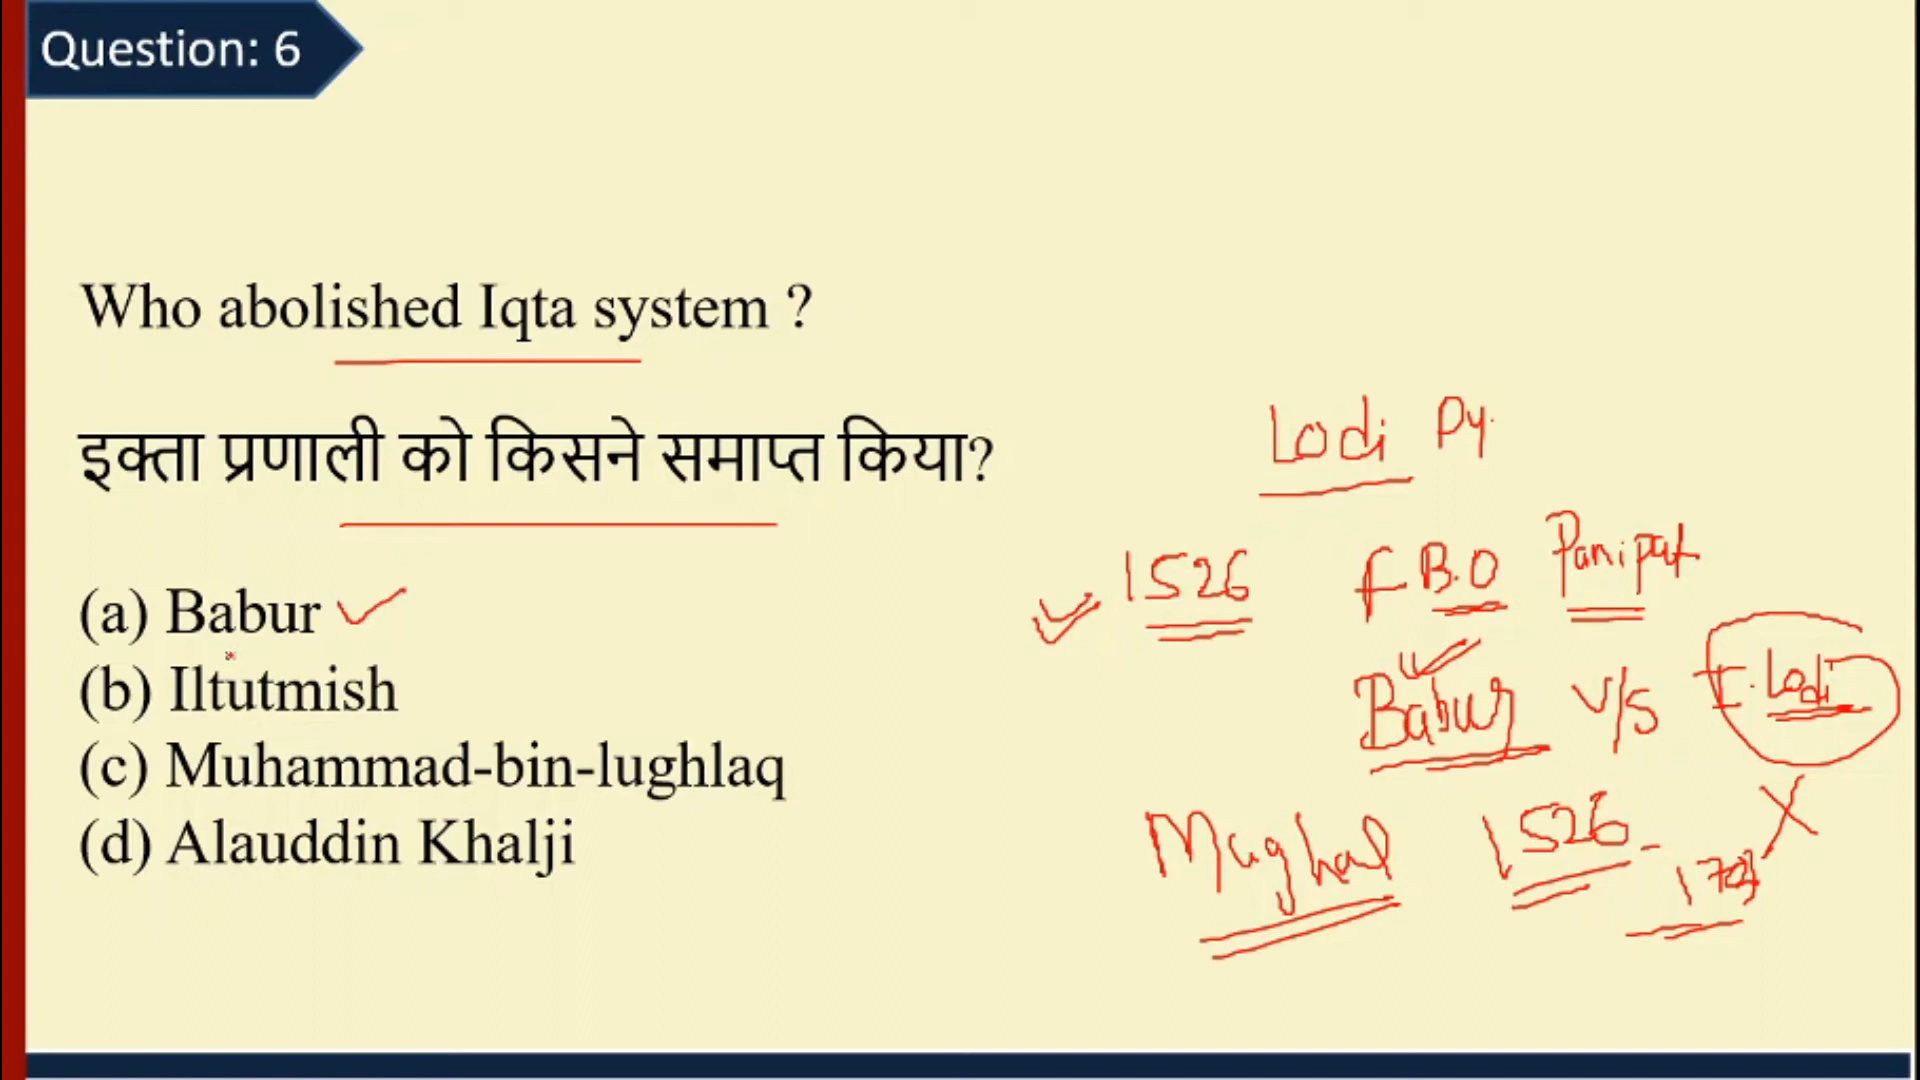 Question: 6
Who abolished Iqta system ?
इक्ता प्रणाली को किसने समाप्त किया?
(a) Babur
(b) Iltutmish
(c) Muhammad-bin-lughlaq
(d) Alauddin Khalji
Lodi Dy.
1526 F B.O Panipat
Babur v/s I. Lodi
Mughal 1526 -